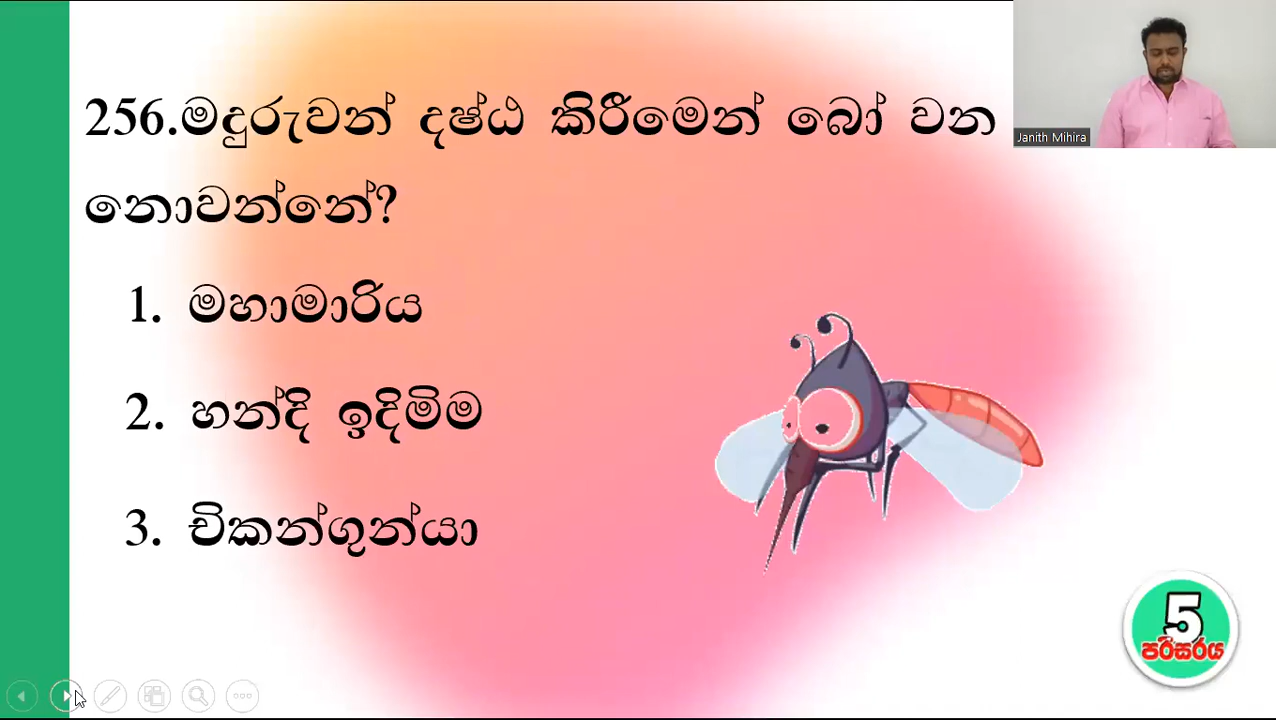 256.මදුරුවන් දෂ්ඨ කිරීමෙන් බෝ වන
නොවන්නේ?
1. මහාමාරිය
2. හන්දි ඉදිමිම
3. චිකන්ගුන්යා
Janith Mihira
5
පරිසරය